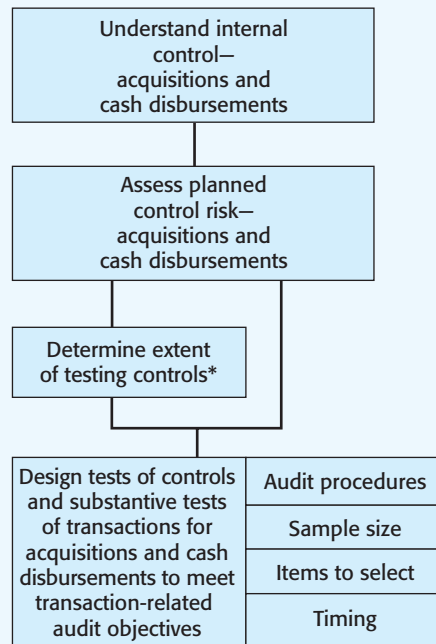 Understand internal
control—
acquisitions and
cash disbursements
Assess planned
control risk—
acquisitions and
cash disbursements
Determine extent
of testing controls*
Design tests of controls
and substantive tests
of transactions for
acquisitions and cash
disbursements to meet
transaction-related
audit objectives
Audit procedures
Sample size
Items to select
Timing